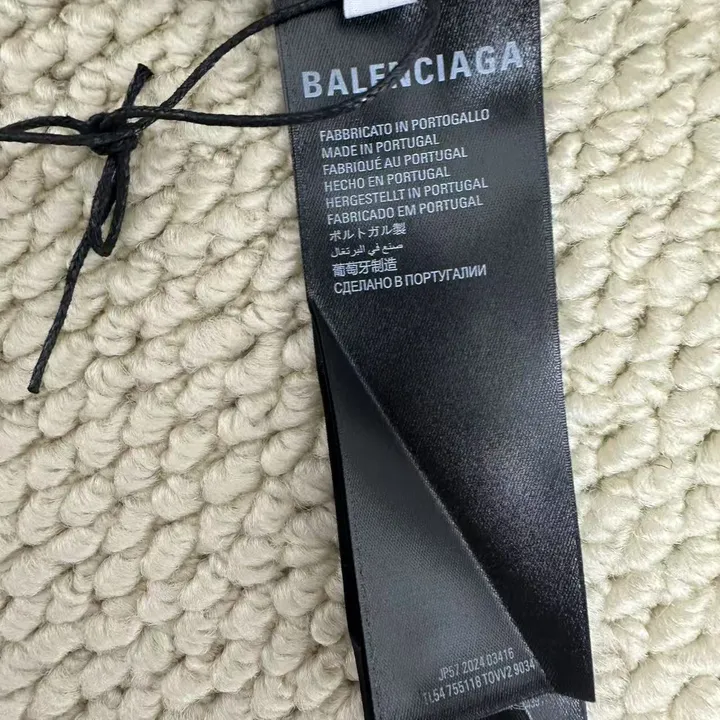 BALENCIAGA
FABBRICATO IN PORTOGALLO
MADE IN PORTUGAL
FABRIQUÉ AU PORTUGAL
HECHO EN PORTUGAL
HERGESTELLT IN PORTUGAL
FABRICADO EM PORTUGAL
ポルトガル製
صنع في البرتغال
葡萄牙制造
СДЕЛАНО В ПОРТУГАЛИИ
JP57 2024 03416
TL54 755118 TOVV2 9034